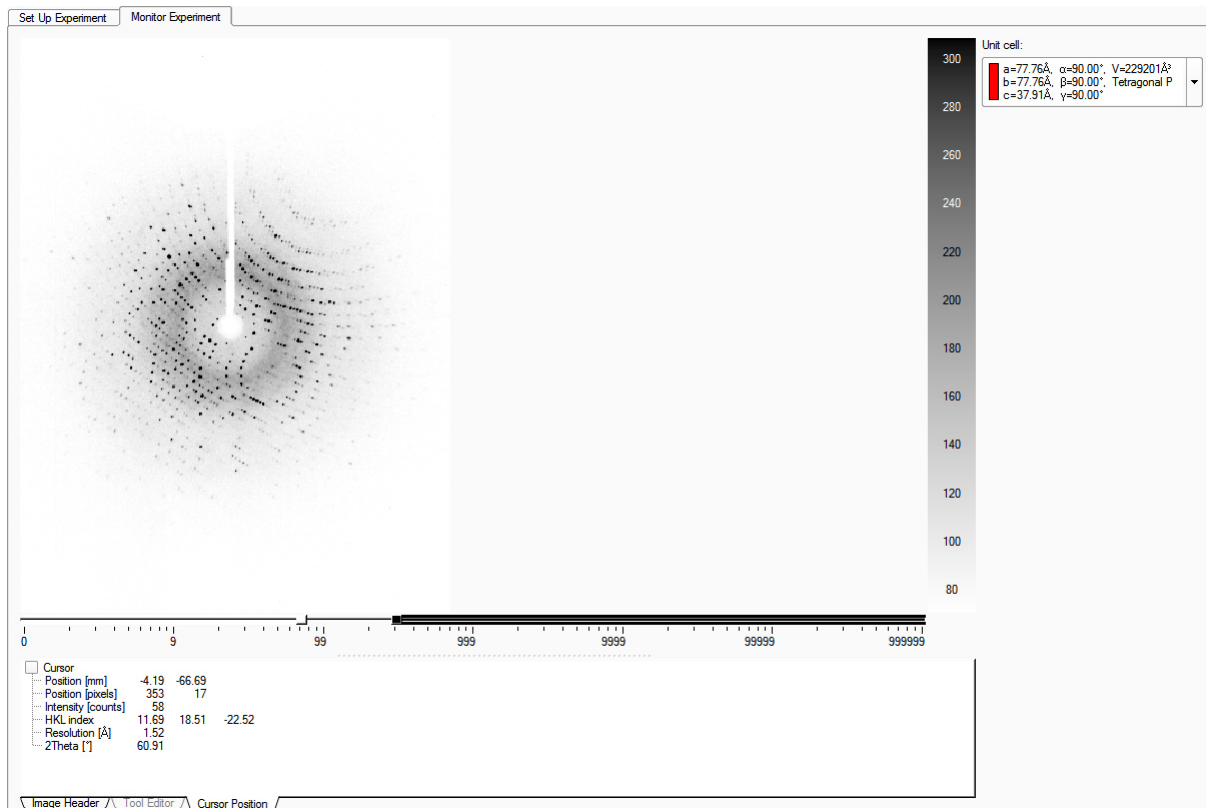 Set Up Experiment Monitor Experiment
Unit cell:
a=77.76Å, α=90.00°, V=229201Å³
b=77.76Å, β=90.00°, Tetragonal P
c=37.91Å, γ=90.00°
300
280
260
240
220
200
180
160
140
120
100
80
0 9 99 999 9999 99999 999999
Cursor
Position [mm] -4.19 -66.69
Position [pixels] 353 17
Intensity [counts] 58
HKL index 11.69 18.51 -22.52
Resolution [Å] 1.52
2Theta [°] 60.91
Image Header Tool Editor Cursor Position